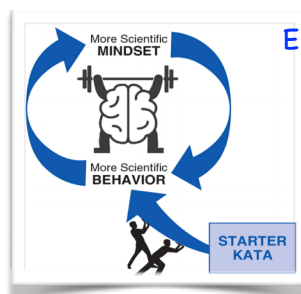 E
More Scientific
MINDSET
More Scientific
BEHAVIOR
STARTER
KATA